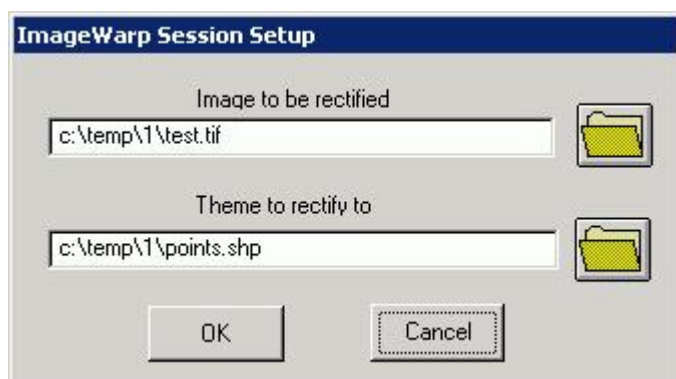 ImageWarp Session Setup
Image to be rectified
c:\temp\1\test.tif
Theme to rectify to
c:\temp\1\points.shp
OK
Cancel